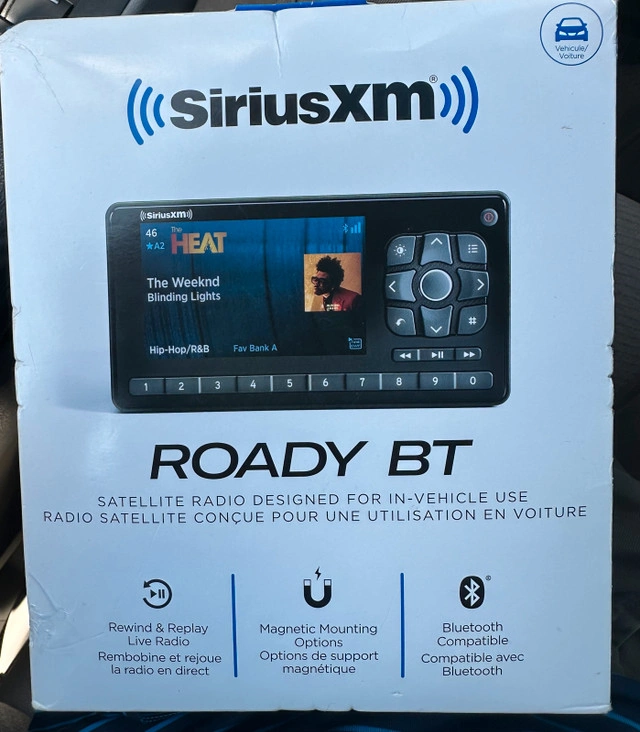 Vehicule/
Voiture
SiriusXm®
SiriusXm
46
★A2
The
HEAT
The Weeknd
Blinding Lights
Hip-Hop/R&B
Fav Bank A
#
1 2 3 4 5 6 7 8 9 0
ROADY BT
SATELLITE RADIO DESIGNED FOR IN-VEHICLE USE
RADIO SATELLITE CONÇUE POUR UNE UTILISATION EN VOITURE
Rewind & Replay
Live Radio
Rembobine et rejoue
la radio en direct
Magnetic Mounting
Options
Options de support
magnétique
®
Bluetooth
Compatible
Compatible avec
Bluetooth